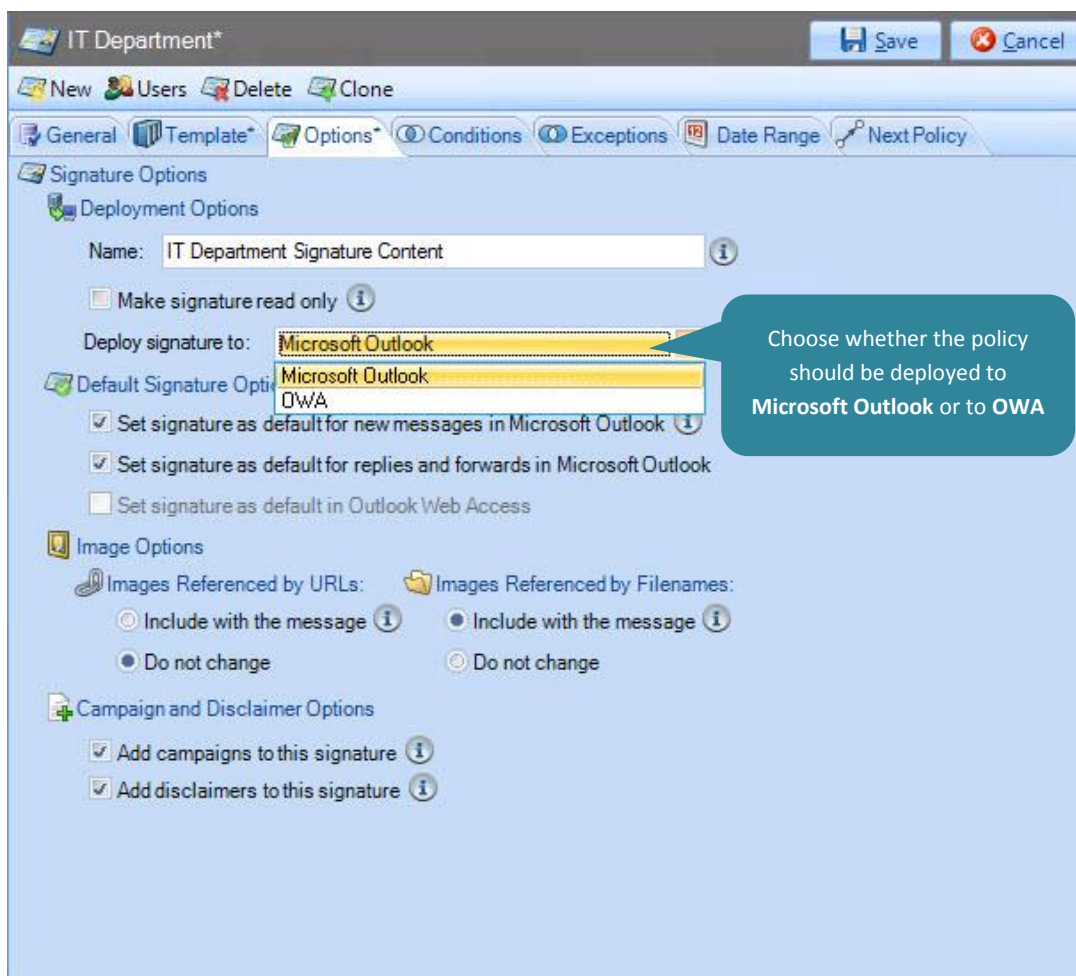 IT Department* Save Cancel
New Users Delete Clone
General Template* Options* Conditions Exceptions Date Range Next Policy
Signature Options
Deployment Options
Name: IT Department Signature Content
Make signature read only
Deploy signature to: Microsoft Outlook
Microsoft Outlook
OWA
Choose whether the policy
should be deployed to
Microsoft Outlook or to OWA
Default Signature Opti
Set signature as default for new messages in Microsoft Outlook
Set signature as default for replies and forwards in Microsoft Outlook
Set signature as default in Outlook Web Access
Image Options
Images Referenced by URLs: Images Referenced by Filenames:
Include with the message Include with the message
Do not change Do not change
Campaign and Disclaimer Options
Add campaigns to this signature
Add disclaimers to this signature